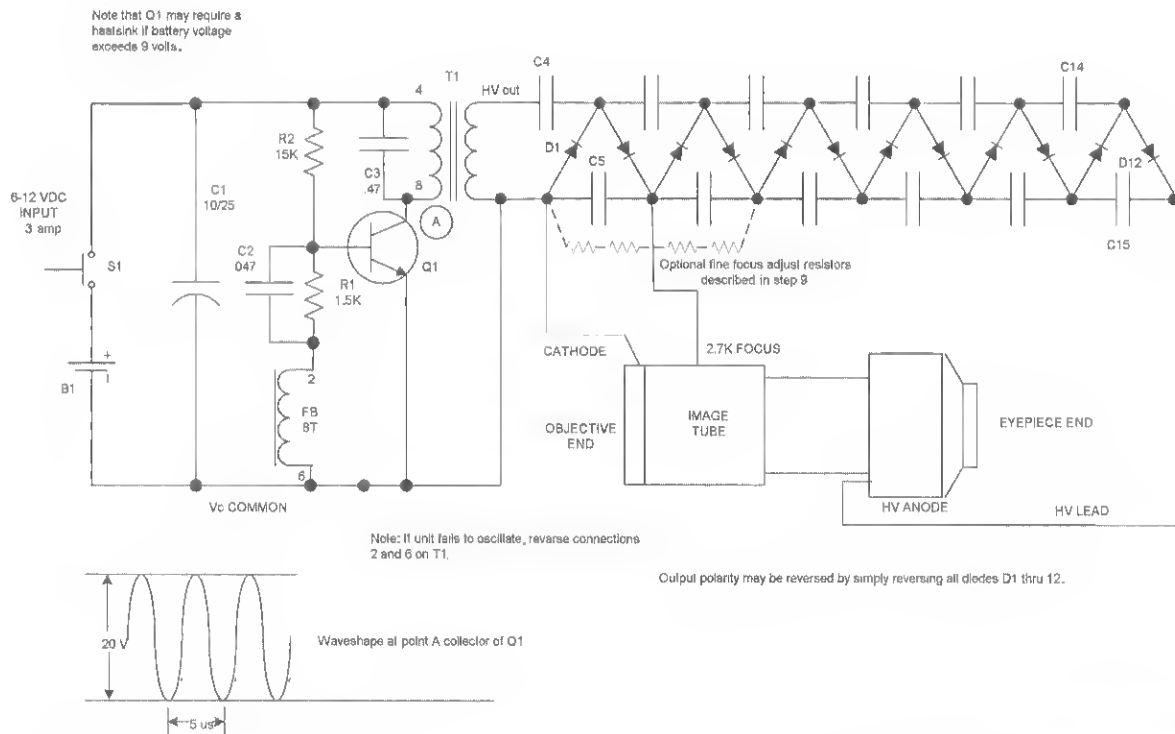 Note that Q1 may require a
heatsink if battery voltage
exceeds 9 volts.
C4
C14
T1
4
HV out
R2
15K
D1
C5
D12
C3
.47
8
C1
10/25
6-12 VDC
INPUT
3 amp
A
C15
C2
047
Q1
S1
R1
1.5K
Optional fine focus adjust resistors
described in step 9
CATHODE
2.7K FOCUS
+
B1
2
FB
8T
IMAGE
TUBE
OBJECTIVE
END
EYEPIECE END
6
Vc COMMON
HV ANODE
HV LEAD
Note: If unit fails to oscillate, reverse connections
2 and 6 on T1.
Output polarity may be reversed by simply reversing all diodes D1 thru 12.
20 V
Waveshape at point A collector of Q1
5 us